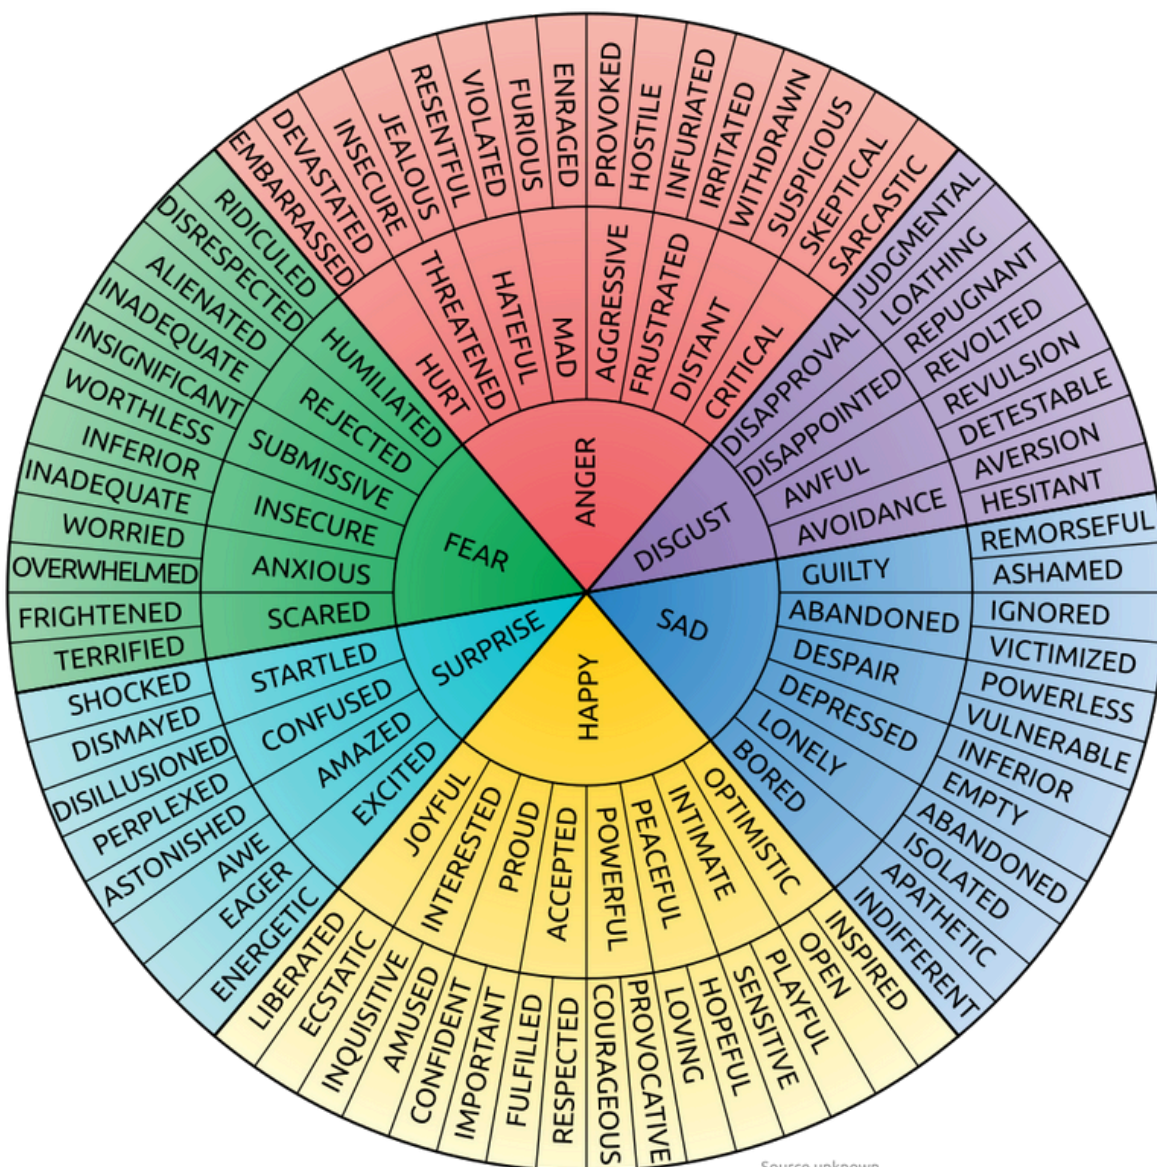 ANGER
HURT
THREATENED
HATEFUL
MAD
AGGRESSIVE
FRUSTRATED
DISTANT
CRITICAL
EMBARRASSED
DEVASTATED
INSECURE
JEALOUS
RESENTFUL
VIOLATED
FURIOUS
ENRAGED
PROVOKED
HOSTILE
INFURIATED
IRRITATED
WITHDRAWN
SUSPICIOUS
SKEPTICAL
SARCASTIC
DISGUST
DISAPPROVAL
DISAPPOINTED
AWFUL
AVOIDANCE
JUDGMENTAL
LOATHING
REPUGNANT
REVOLTED
REVULSION
DETESTABLE
AVERSION
HESITANT
SAD
GUILTY
ABANDONED
DESPAIR
DEPRESSED
LONELY
BORED
REMORSEFUL
ASHAMED
IGNORED
VICTIMIZED
POWERLESS
VULNERABLE
INFERIOR
EMPTY
ABANDONED
ISOLATED
APATHETIC
INDIFFERENT
HAPPY
OPTIMISTIC
INTIMATE
PEACEFUL
POWERFUL
ACCEPTED
PROUD
INTERESTED
JOYFUL
INSPIRED
OPEN
PLAYFUL
SENSITIVE
HOPEFUL
LOVING
PROVOCATIVE
COURAGEOUS
RESPECTED
FULFILLED
IMPORTANT
CONFIDENT
AMUSED
INQUISITIVE
ECSTATIC
LIBERATED
SURPRISE
EXCITED
AMAZED
CONFUSED
STARTLED
ENERGETIC
EAGER
AWE
ASTONISHED
PERPLEXED
DISILLUSIONED
DISMAYED
SHOCKED
FEAR
SCARED
ANXIOUS
INSECURE
SUBMISSIVE
REJECTED
HUMILIATED
TERRIFIED
FRIGHTENED
OVERWHELMED
WORRIED
INADEQUATE
INFERIOR
WORTHLESS
INSIGNIFICANT
INADEQUATE
ALIENATED
DISRESPECTED
RIDICULED
Source unknown